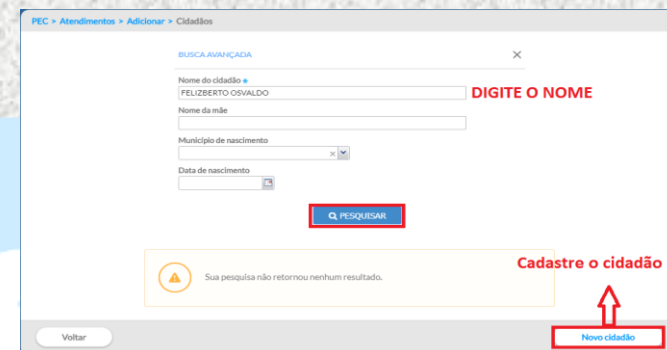 PEC > Atendimentos > Adicionar > Cidadãos
BUSCA AVANÇADA
Nome do cidadão
FELIZBERTO OSVALDO
DIGITE O NOME
Nome da mãe
Município de nascimento
Data de nascimento
PESQUISAR
Sua pesquisa não retornou nenhum resultado.
Cadastre o cidadão
Voltar
Novo cidadão